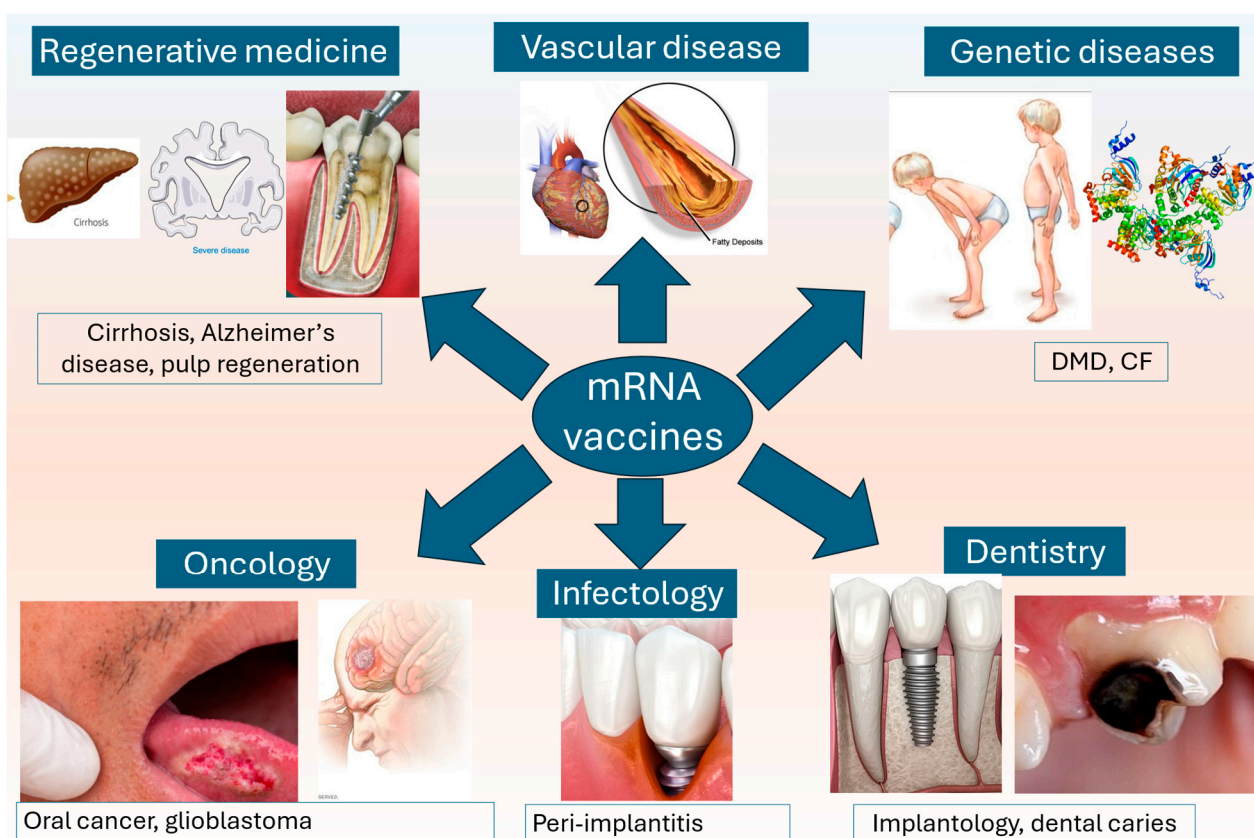 Regenerative medicine
Vascular disease
Genetic diseases
Cirrhosis
Severe disease
Fatty Deposits
Cirrhosis, Alzheimer's
disease, pulp regeneration
DMD, CF
mRNA
vaccines
Oncology
Infectology
Dentistry
SERVED.
Oral cancer, glioblastoma
Peri-implantitis
Implantology, dental caries